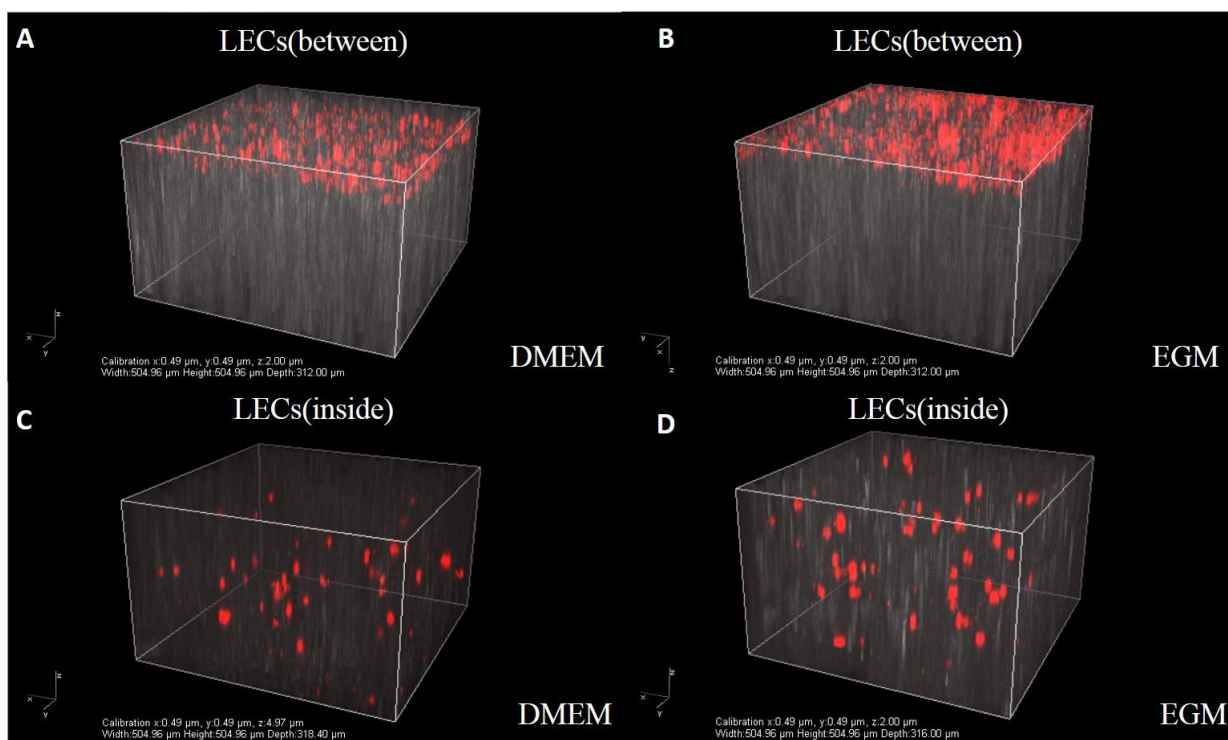 A
LECs(between)
z
x
y
Calibration x:0.49 µm, y:0.49 µm, z:2.00 µm
Width:504.96 µm Height:504.96 µm Depth:312.00 µm
DMEM
B
LECs(between)
y
x
z
Calibration x:0.49 µm, y:0.49 µm, z:2.00 µm
Width:504.96 µm Height:504.96 µm Depth:312.00 µm
EGM
C
LECs(inside)
z
x
y
Calibration x:0.49 µm, y:0.49 µm, z:4.97 µm
Width:504.96 µm Height:504.96 µm Depth:318.40 µm
DMEM
D
LECs(inside)
z
x
y
Calibration x:0.49 µm, y:0.49 µm, z:2.00 µm
Width:504.96 µm Height:504.96 µm Depth:316.00 µm
EGM